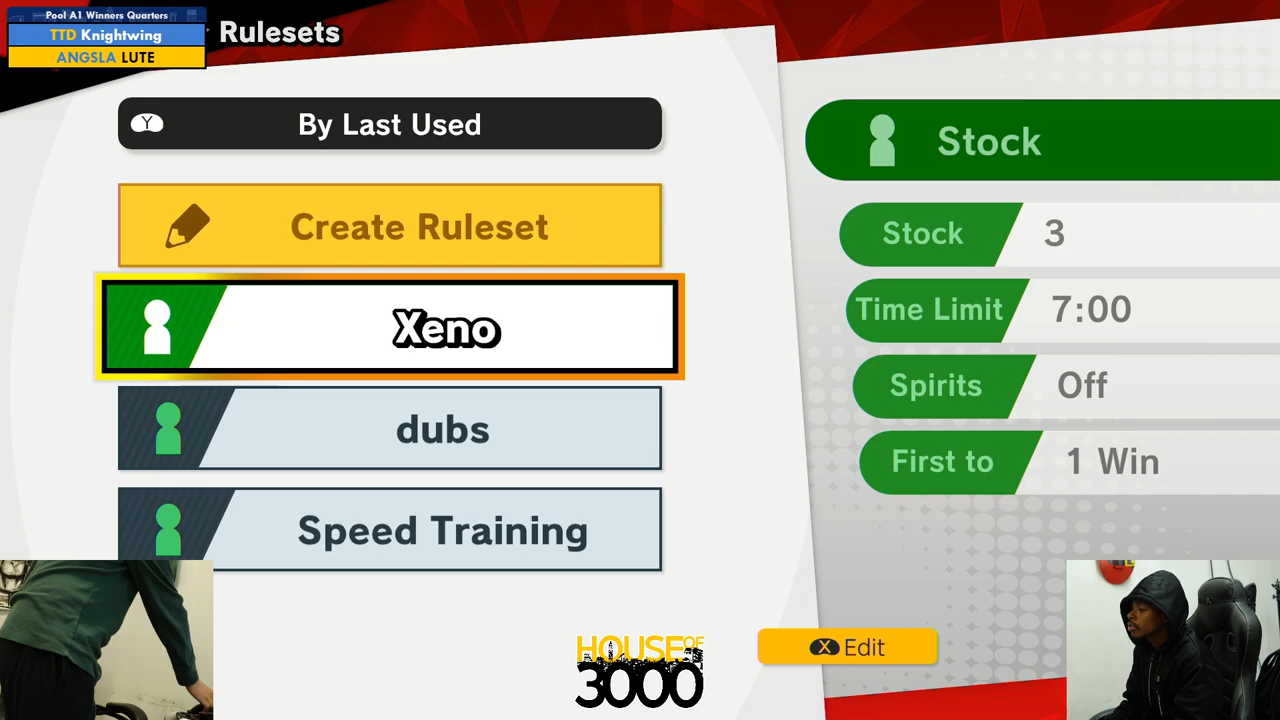 Pool A1 Winners Quarters
TTD Knightwing
ANGSLA LUTE
Rulesets
Y By Last Used
Create Ruleset
Xeno
dubs
Speed Training
Stock
Stock 3
Time Limit 7:00
Spirits Off
First to 1 Win
X Edit
HOUSE OF
3000